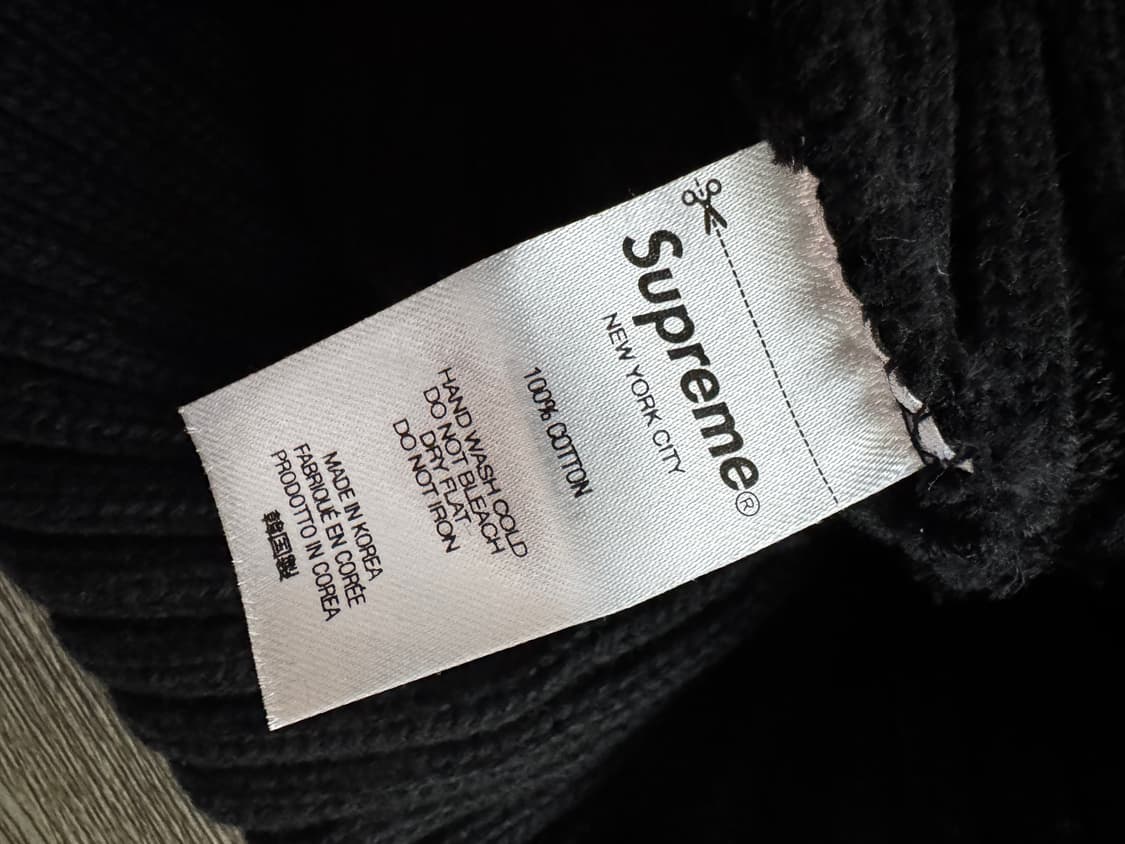 Supreme®
NEW YORK CITY
100% COTTON
HAND WASH COLD
DO NOT BLEACH
DRY FLAT
DO NOT IRON
MADE IN KOREA
FABRIQUÉ EN CORÉE
PRODOTTO IN COREA
韓国製